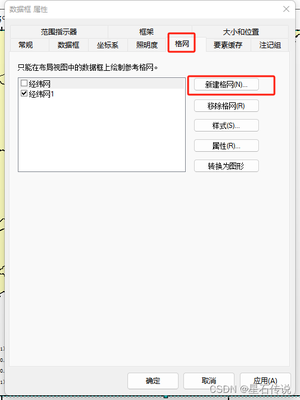 数据框 属性
范围指示器 框架 大小和位置
常规 数据框 坐标系 照明度 格网 要素缓存 注记组
只能在布局视图中的数据框上绘制参考格网。
经纬网
经纬网1
新建格网(N)...
移除格网(R)
样式(S)...
属性(R)...
转换为图形
确定 取消 应用(A)
CSDN @星石传说